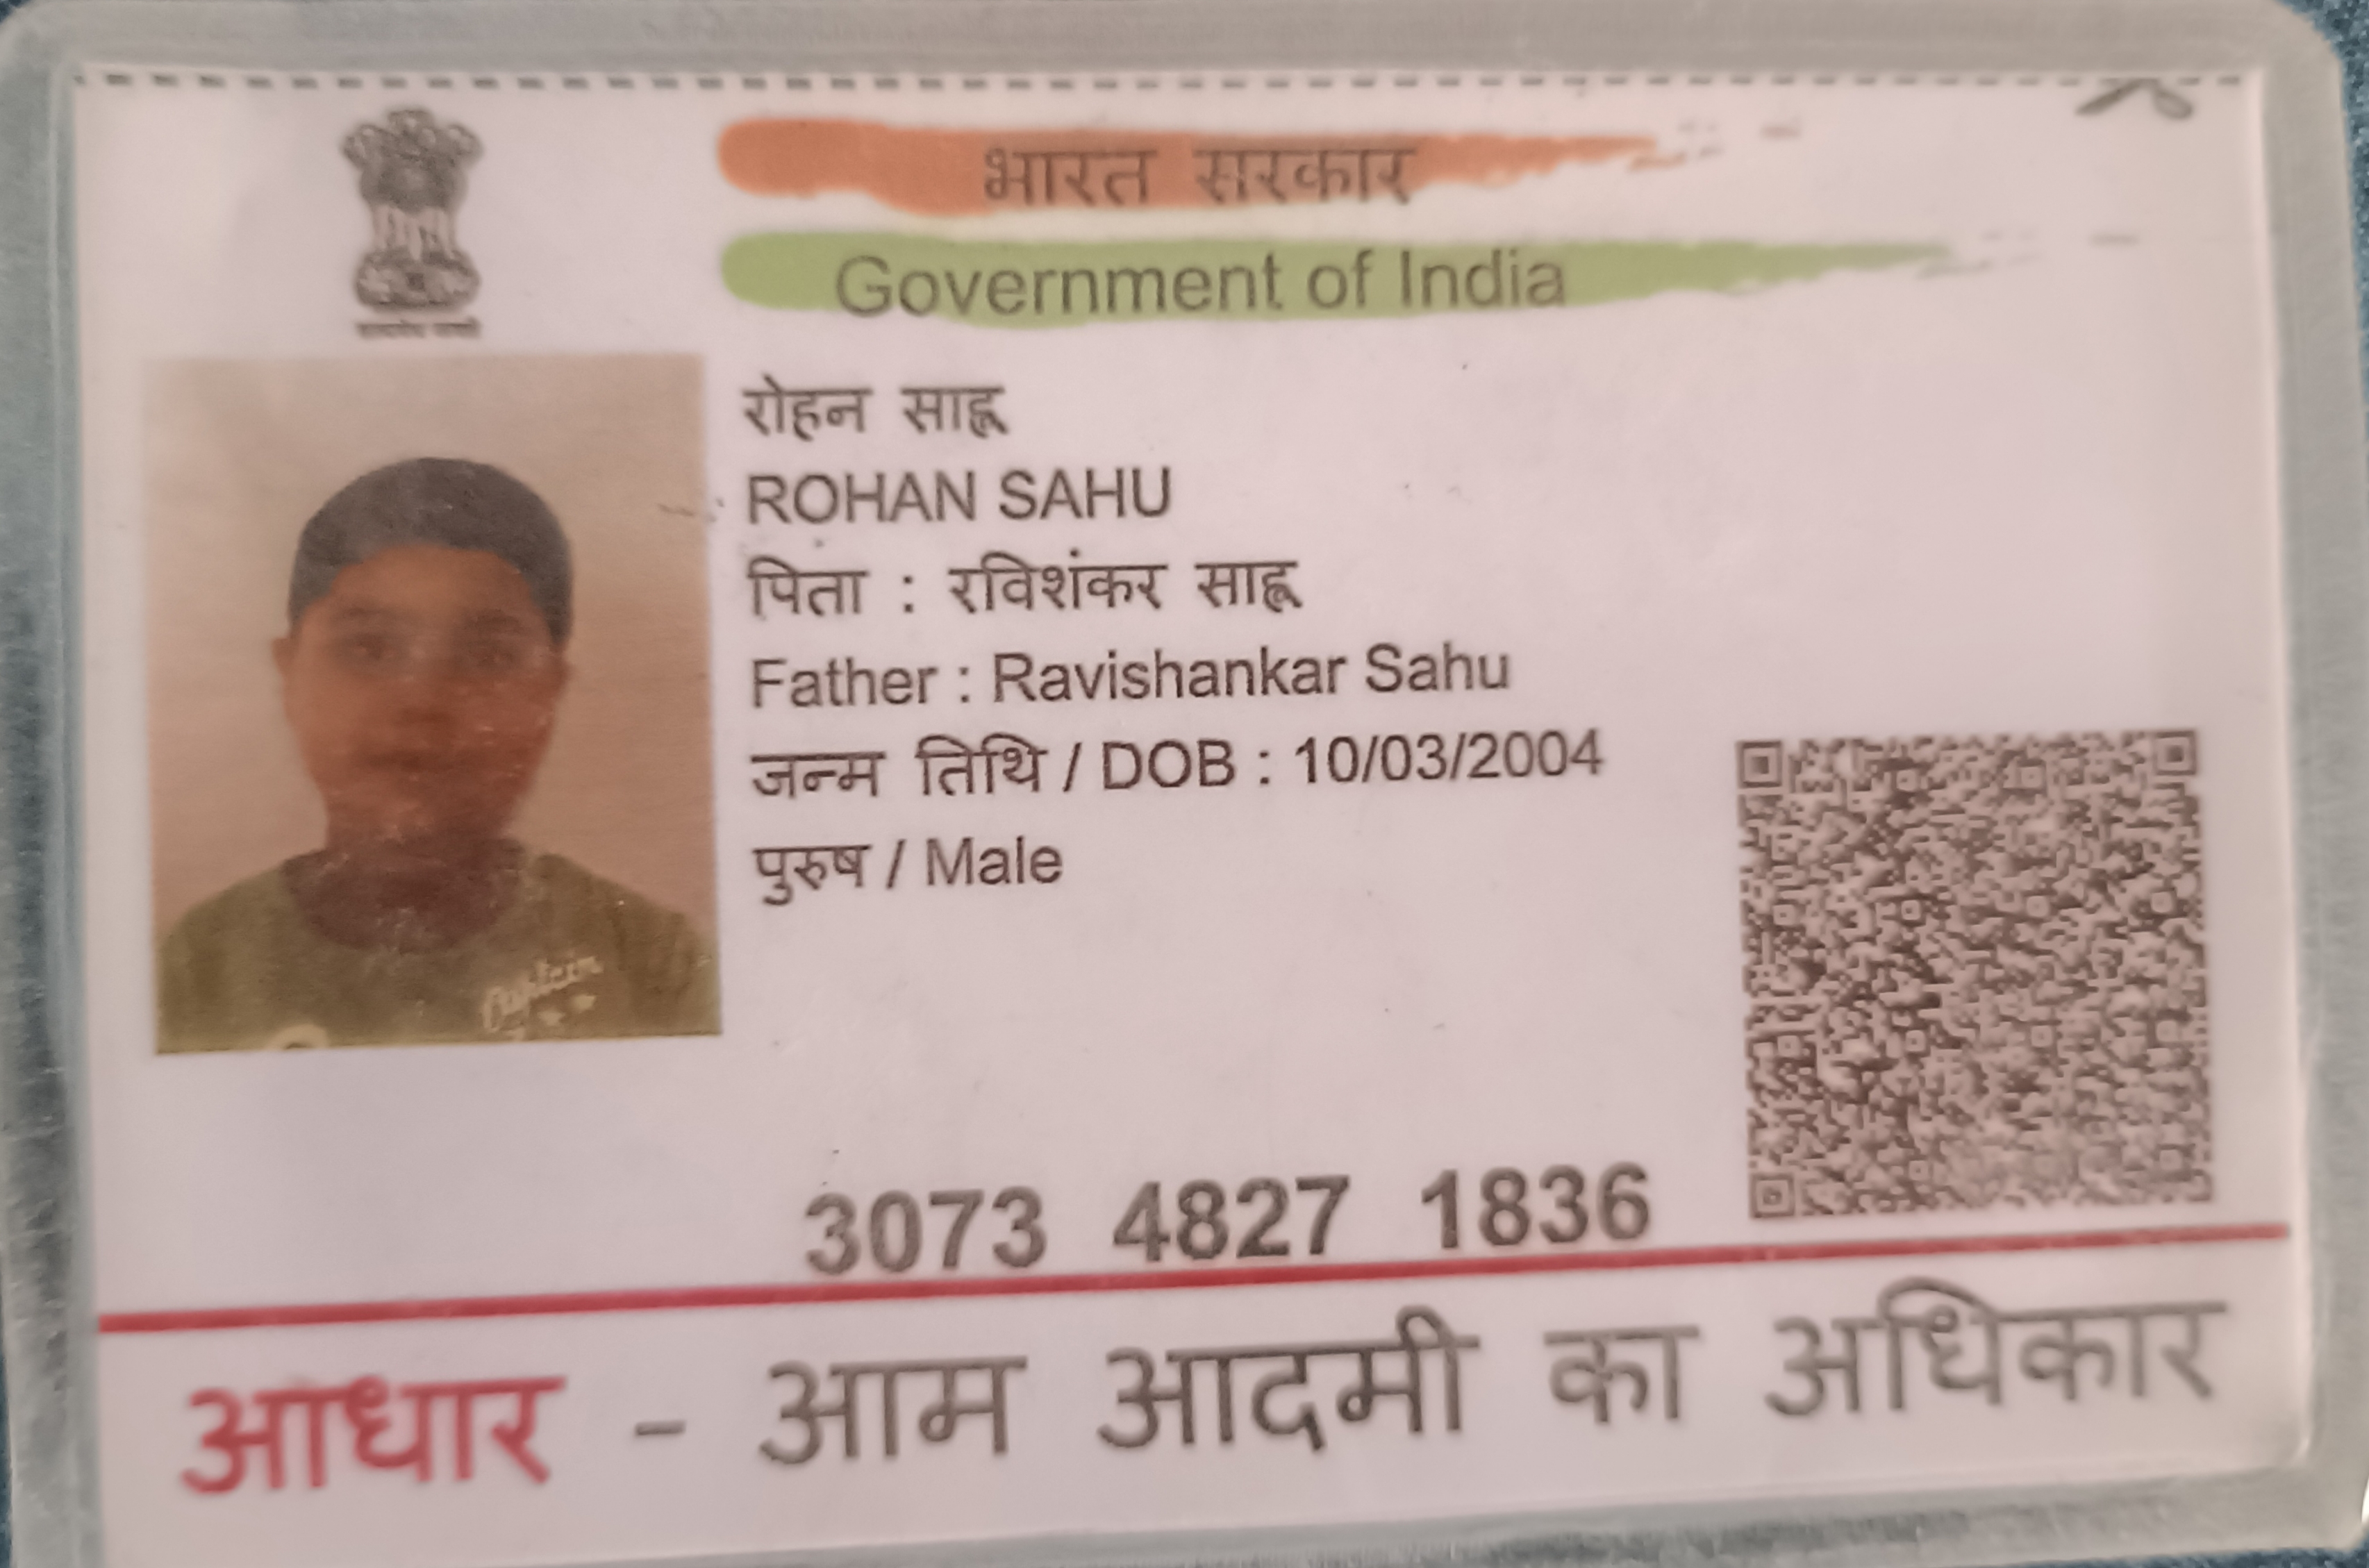 भारत सरकार
Government of India
रोहन साहू
ROHAN SAHU
पिता : रविशंकर साहू
Father : Ravishankar Sahu
जन्म तिथि / DOB : 10/03/2004
पुरुष / Male
Captain
3073 4827 1836
आधार - आम आदमी का अधिकार